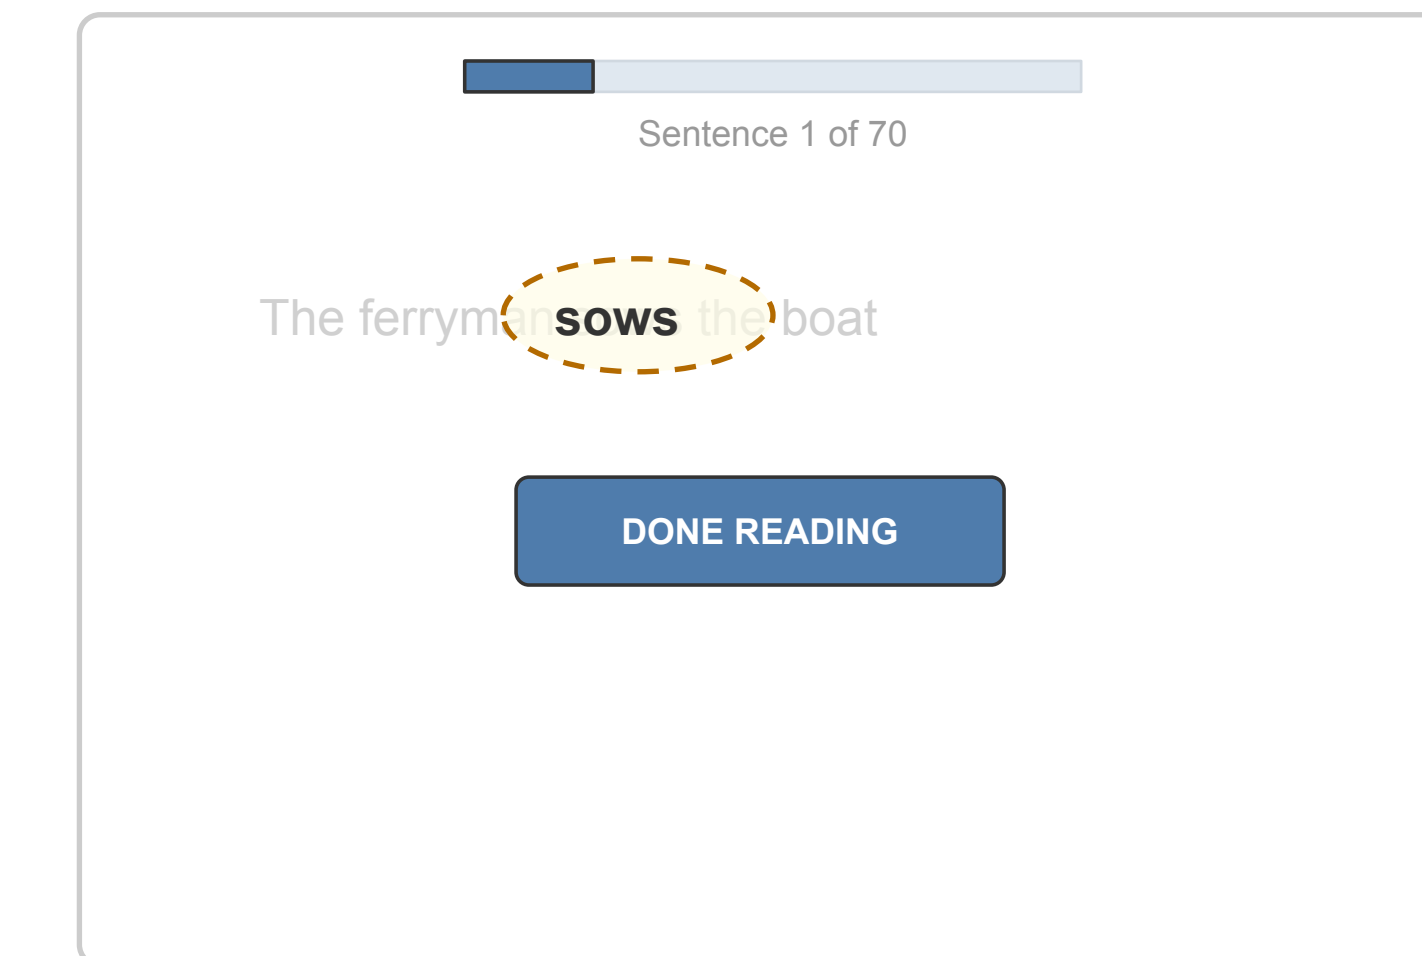 Sentence 1 of 70
The ferryman sows the boat
DONE READING